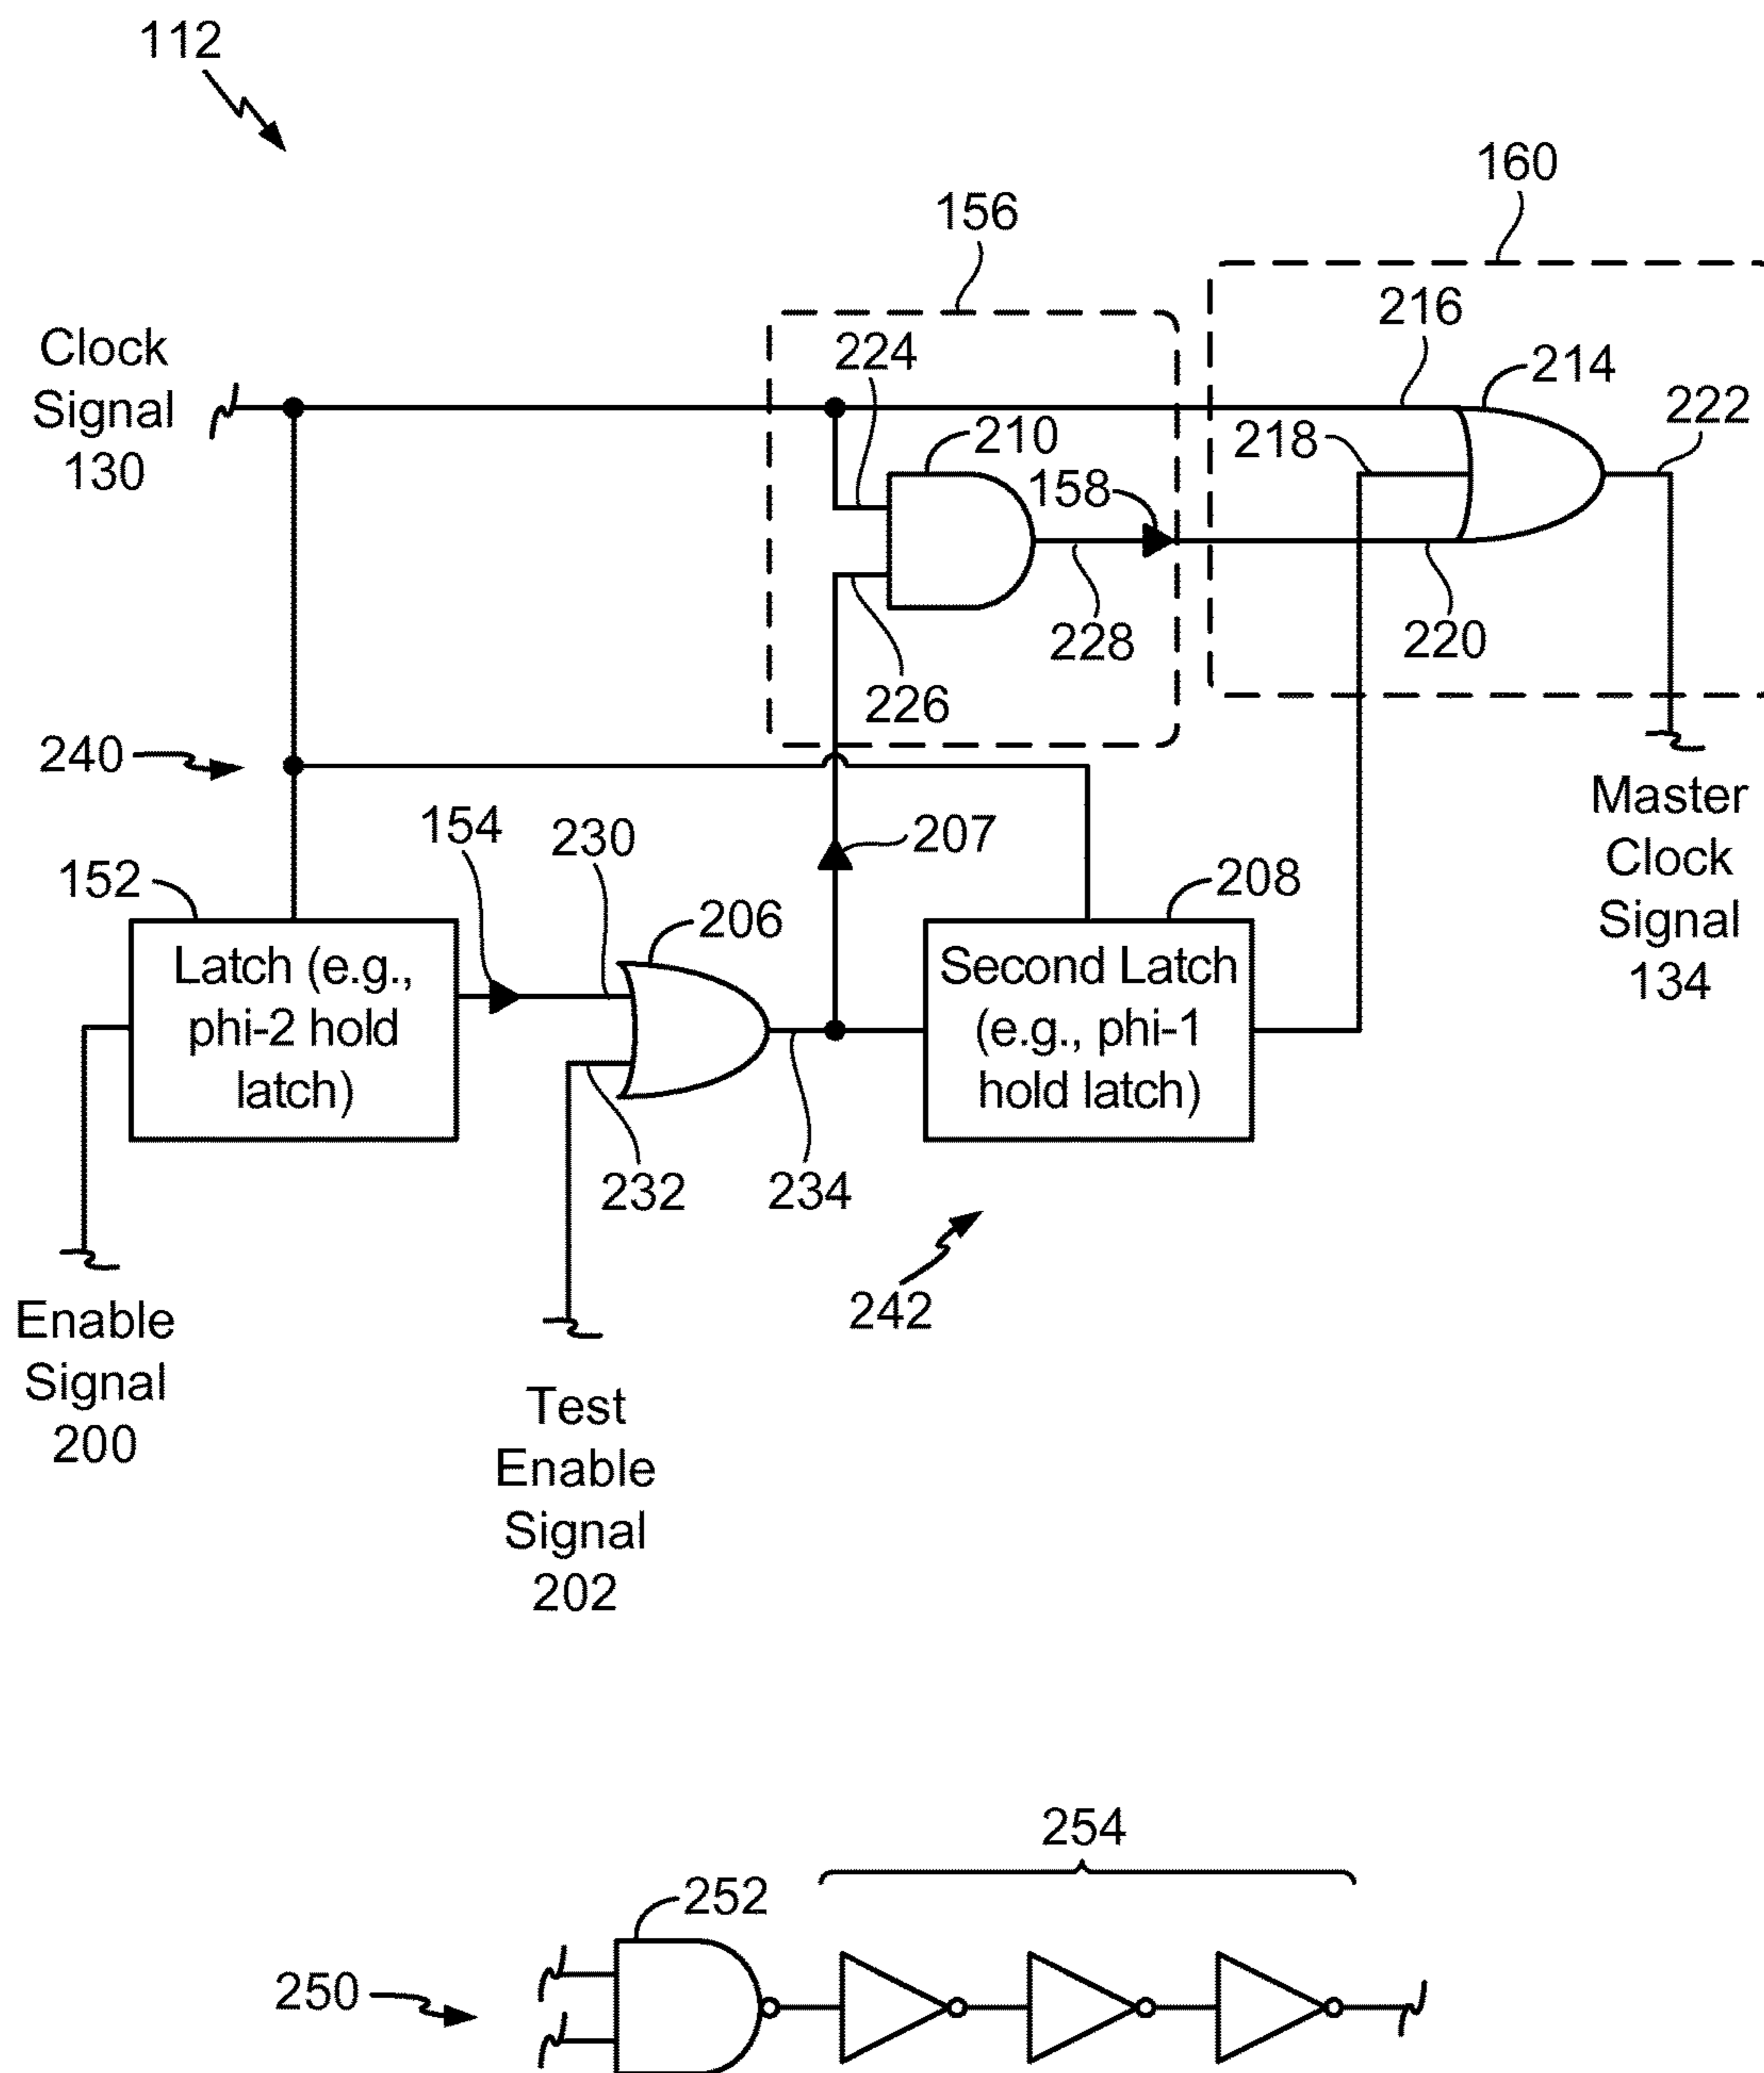 112
160
156
Clock
Signal
130
224
216
214
222
210
218
158
228
220
226
240
154
230
207
Master
Clock
Signal
134
152
206
208
Latch (e.g.,
phi-2 hold
latch)
Second Latch
(e.g., phi-1
hold latch)
232
234
242
Enable
Signal
200
Test
Enable
Signal
202
254
252
250